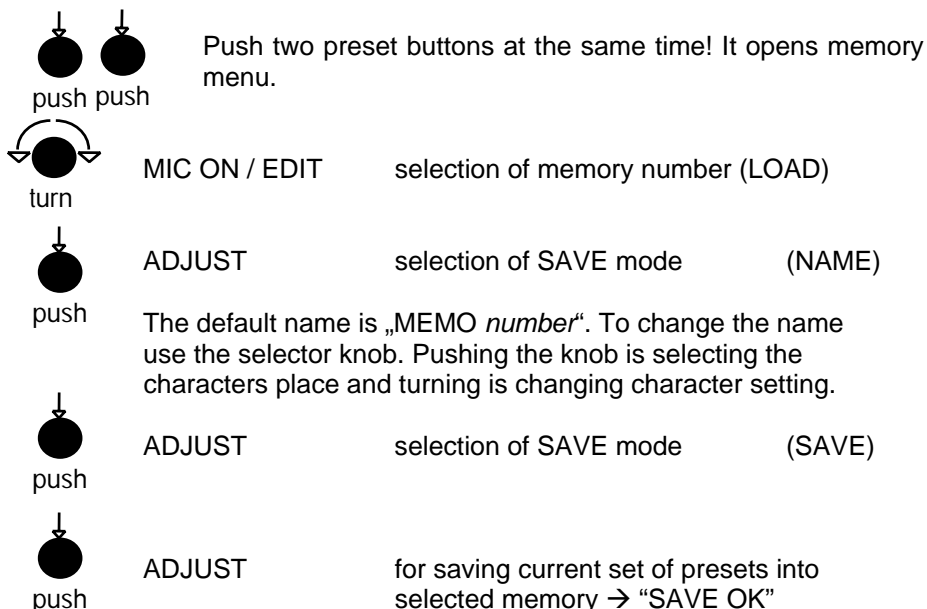 Push two preset buttons at the same time! It opens memory
menu.
push push
MIC ON / EDIT selection of memory number (LOAD)
turn
ADJUST selection of SAVE mode (NAME)
push
The default name is „MEMO number“. To change the name
use the selector knob. Pushing the knob is selecting the
characters place and turning is changing character setting.
ADJUST selection of SAVE mode (SAVE)
push
ADJUST for saving current set of presets into
push selected memory → “SAVE OK”